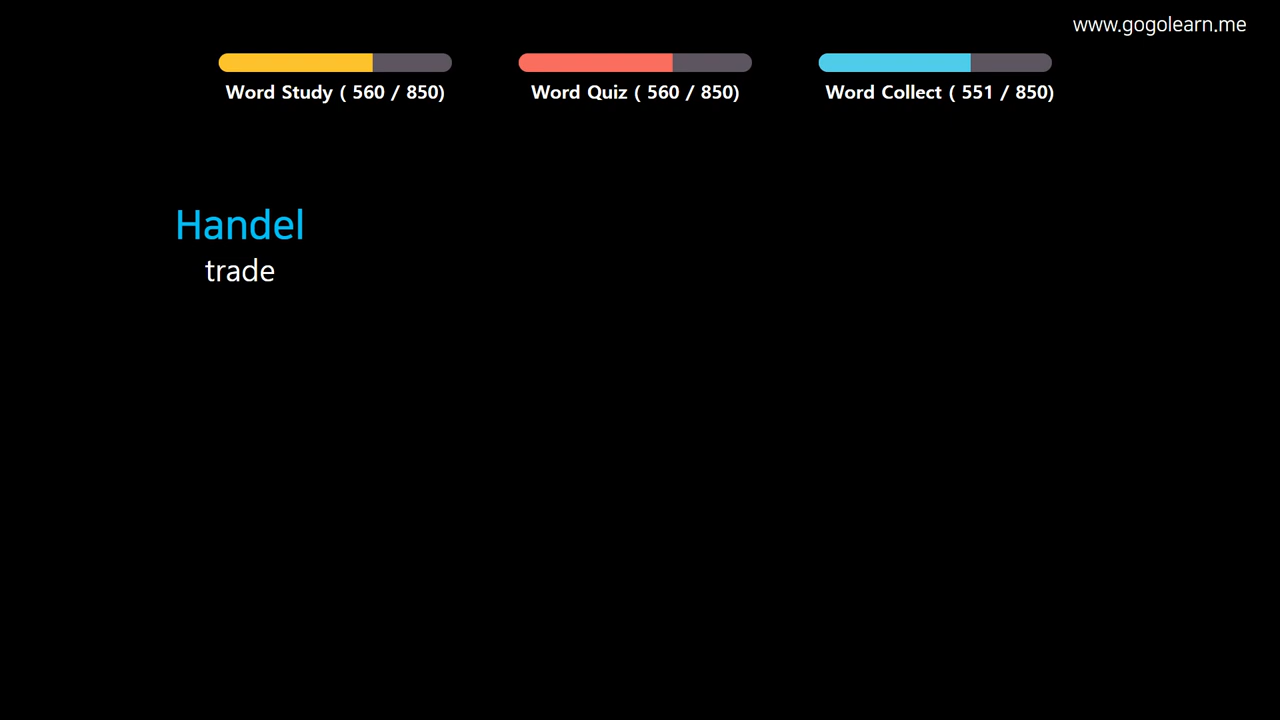 www.gogolearn.me
Word Study ( 560 / 850)
Word Quiz ( 560 / 850)
Word Collect ( 551 / 850)
Handel
trade